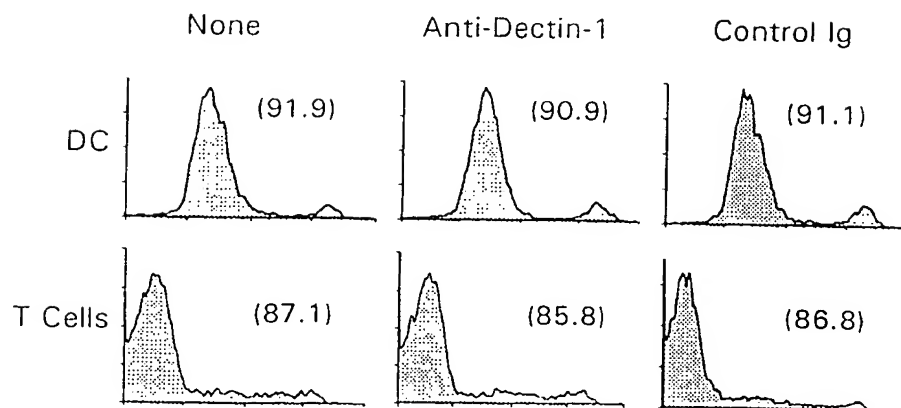 None Anti-Dectin-1 Control Ig
DC (91.9) (90.9) (91.1)
T Cells (87.1) (85.8) (86.8)